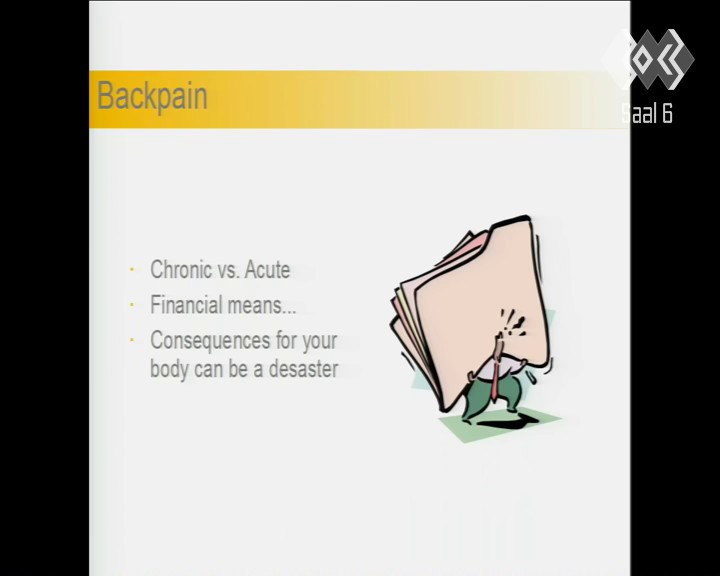 Backpain
Saal 6
· Chronic vs. Acute
· Financial means...
· Consequences for your
body can be a desaster